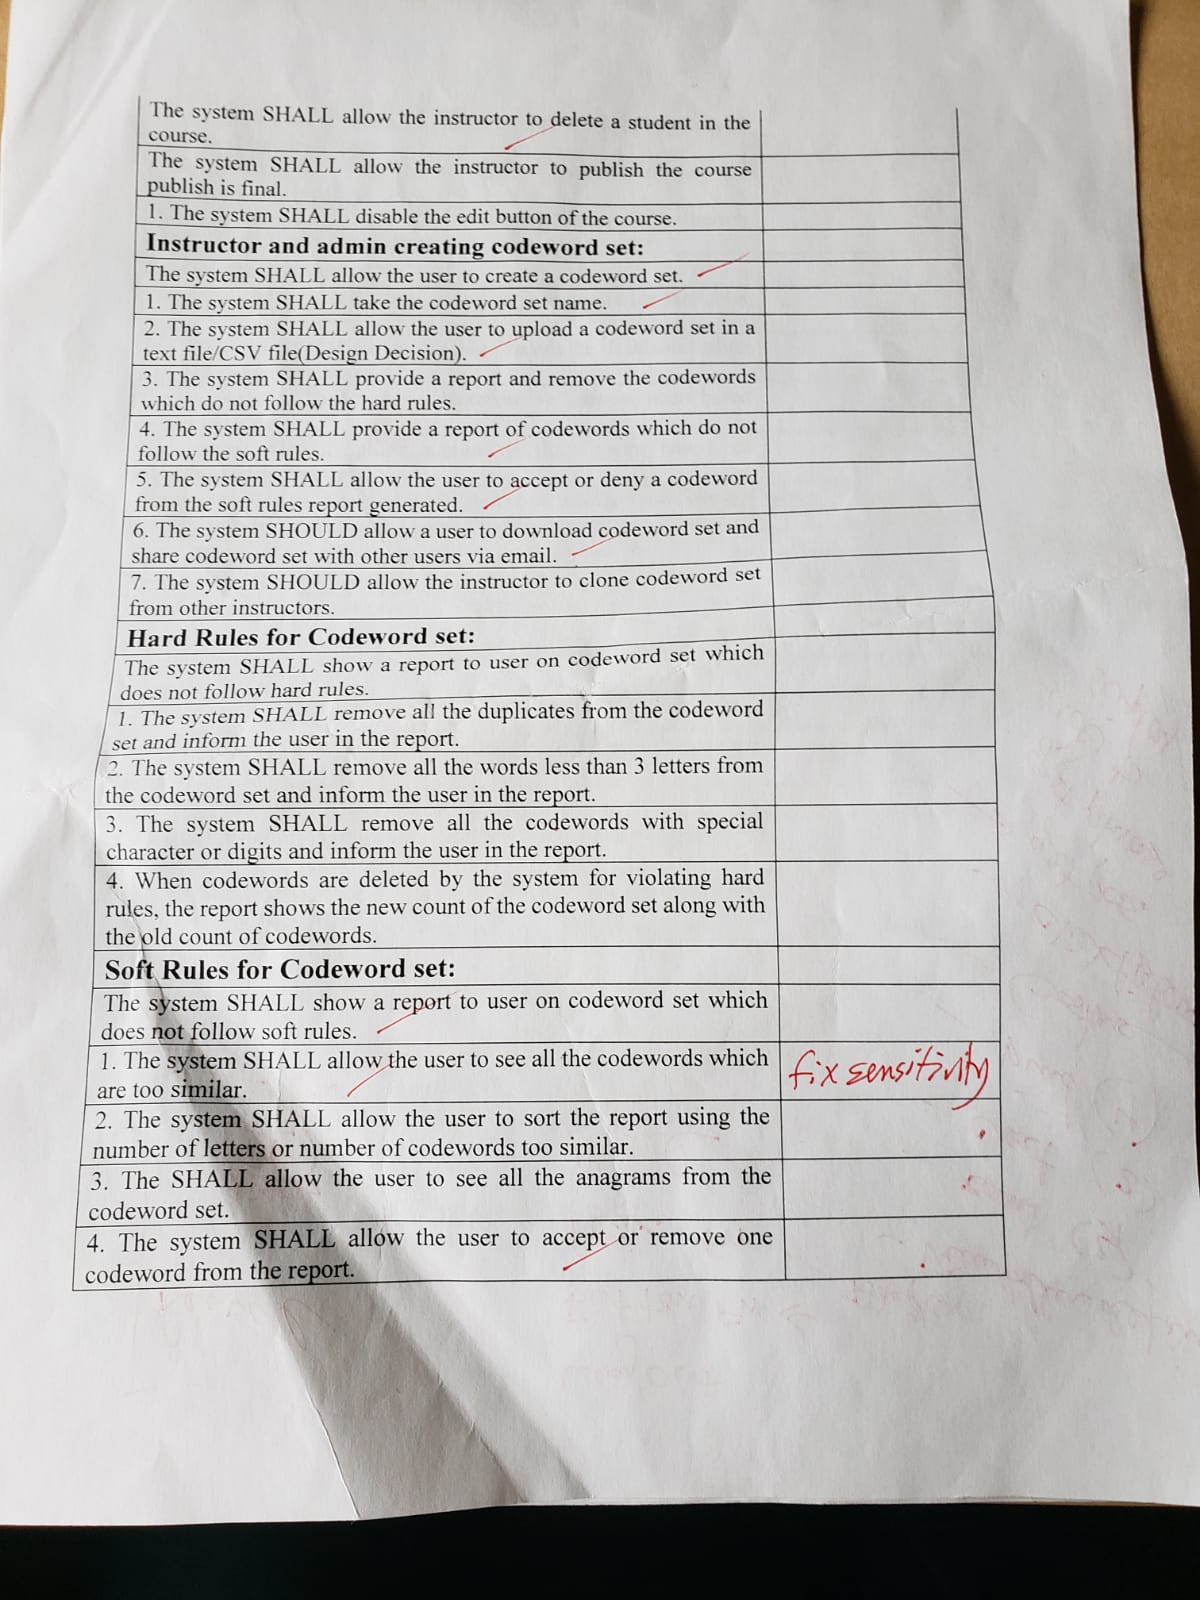 The system SHALL allow the instructor to delete a student in the
course.
The system SHALL allow the instructor to publish the course
publish is final.
1. The system SHALL disable the edit button of the course.
Instructor and admin creating codeword set:
The system SHALL allow the user to create a codeword set.
1. The system SHALL take the codeword set name.
2. The system SHALL allow the user to upload a codeword set in a
text file/CSV file(Design Decision).
3. The system SHALL provide a report and remove the codewords
which do not follow the hard rules.
4. The system SHALL provide a report of codewords which do not
follow the soft rules.
5. The system SHALL allow the user to accept or deny a codeword
from the soft rules report generated.
6. The system SHOULD allow a user to download codeword set and
share codeword set with other users via email.
7. The system SHOULD allow the instructor to clone codeword set
from other instructors.
Hard Rules for Codeword set:
The system SHALL show a report to user on codeword set which
does not follow hard rules.
1. The system SHALL remove all the duplicates from the codeword
set and inform the user in the report.
2. The system SHALL remove all the words less than 3 letters from
the codeword set and inform the user in the report.
3. The system SHALL remove all the codewords with special
character or digits and inform the user in the report.
4. When codewords are deleted by the system for violating hard
rules, the report shows the new count of the codeword set along with
the old count of codewords.
Soft Rules for Codeword set:
The system SHALL show a report to user on codeword set which
does not follow soft rules.
1. The system SHALL allow the user to see all the codewords which
are too similar.
fix sensitivity
2. The system SHALL allow the user to sort the report using the
number of letters or number of codewords too similar.
3. The SHALL allow the user to see all the anagrams from the
codeword set.
4. The system SHALL allow the user to accept or remove one
codeword from the report.